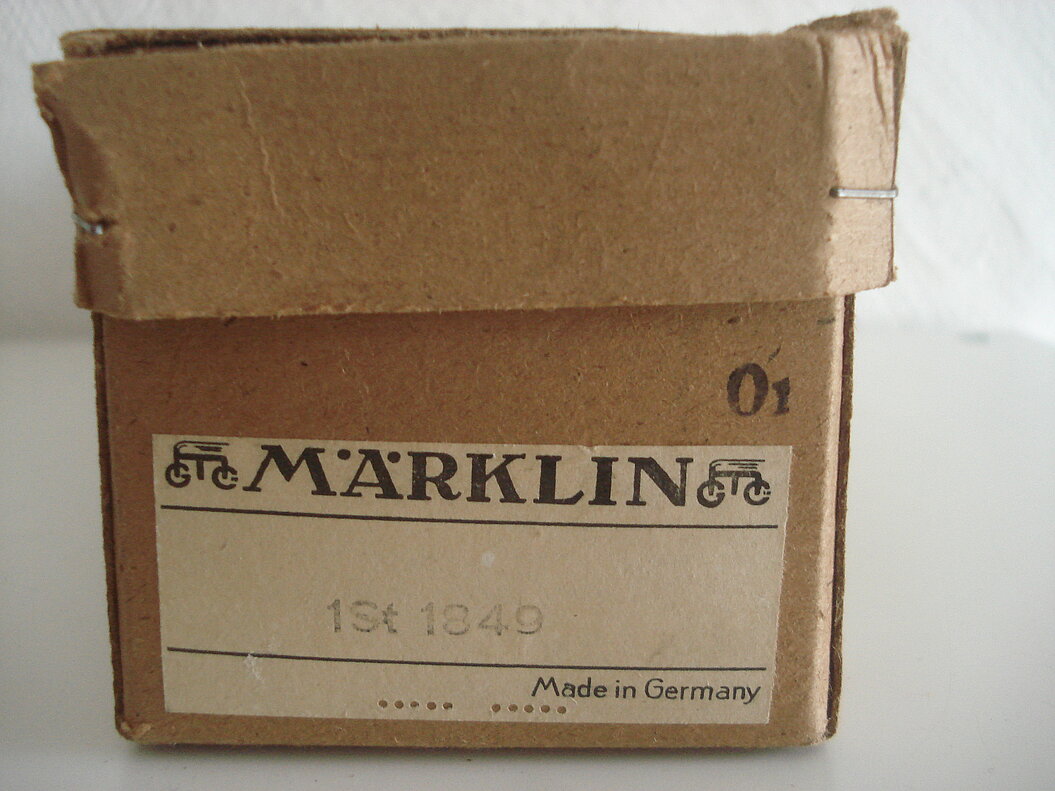 01
MÄRKLIN
1St 1849
Made in Germany